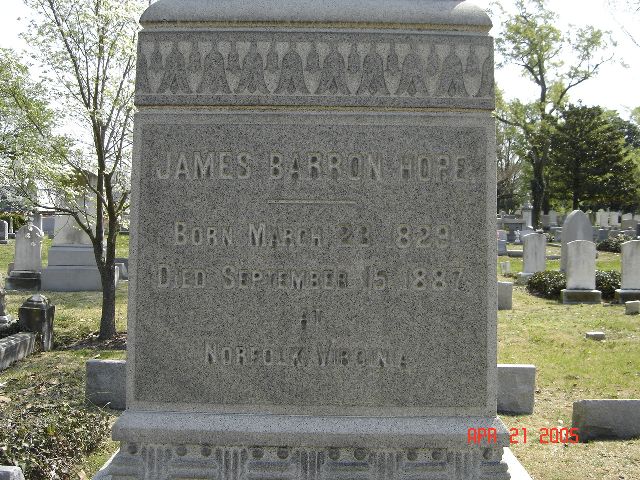 JAMES BARRON HOPE
BORN MARCH 23 1829
DIED SEPTEMBER 15 1887
AT
NORFOLK, VIRGINIA
APR 21 2005